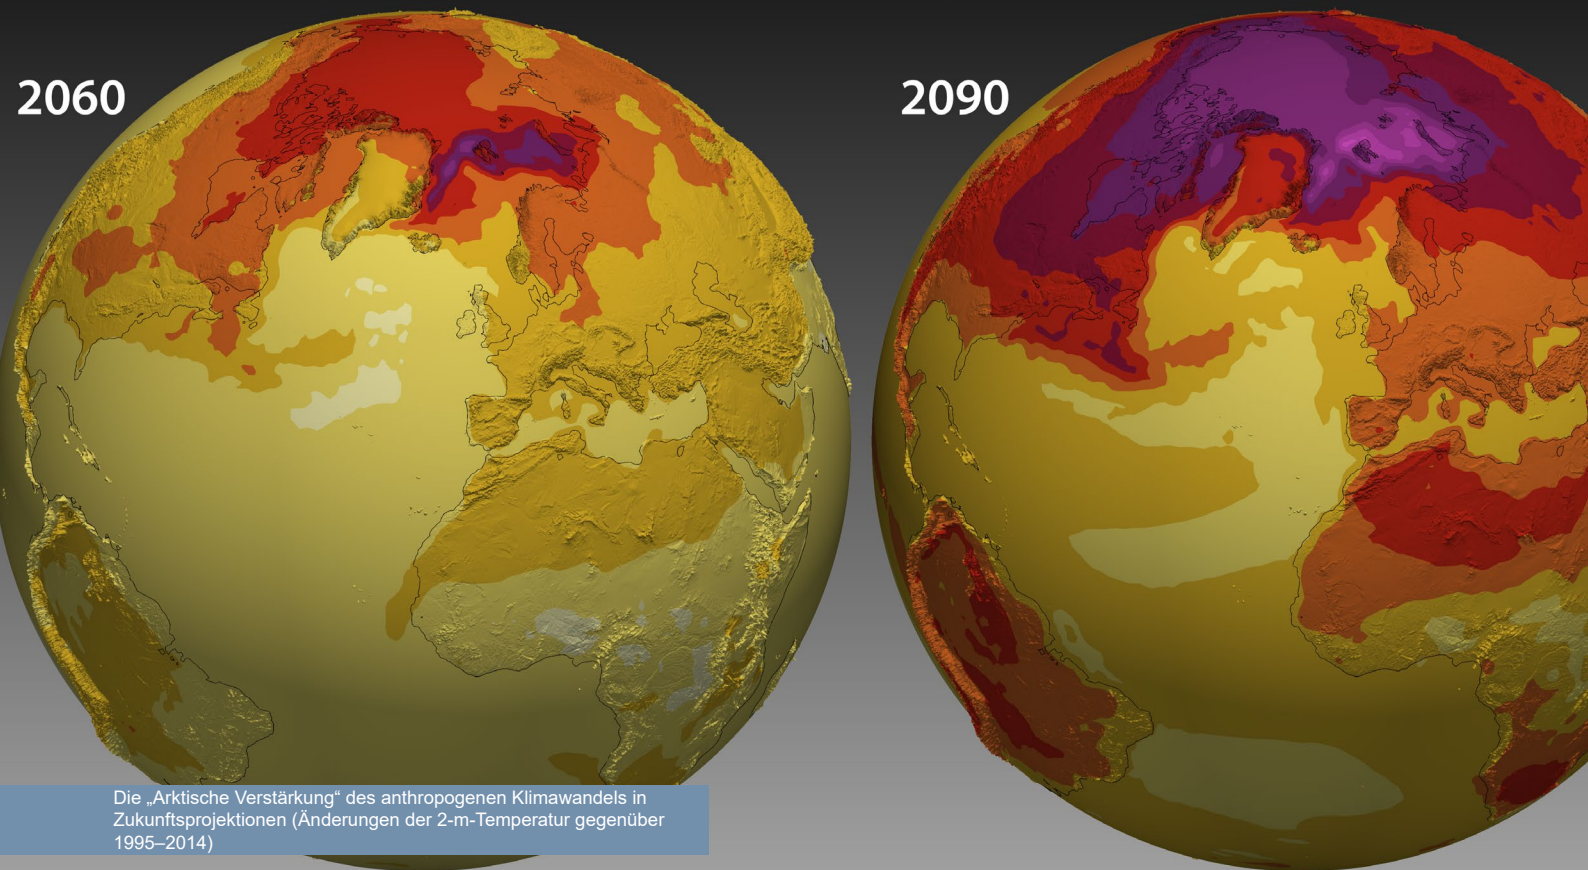 2060
2090
Die „Arktische Verstärkung“ des anthropogenen Klimawandels in
Zukunftsprojektionen (Änderungen der 2-m-Temperatur gegenüber
1995–2014)